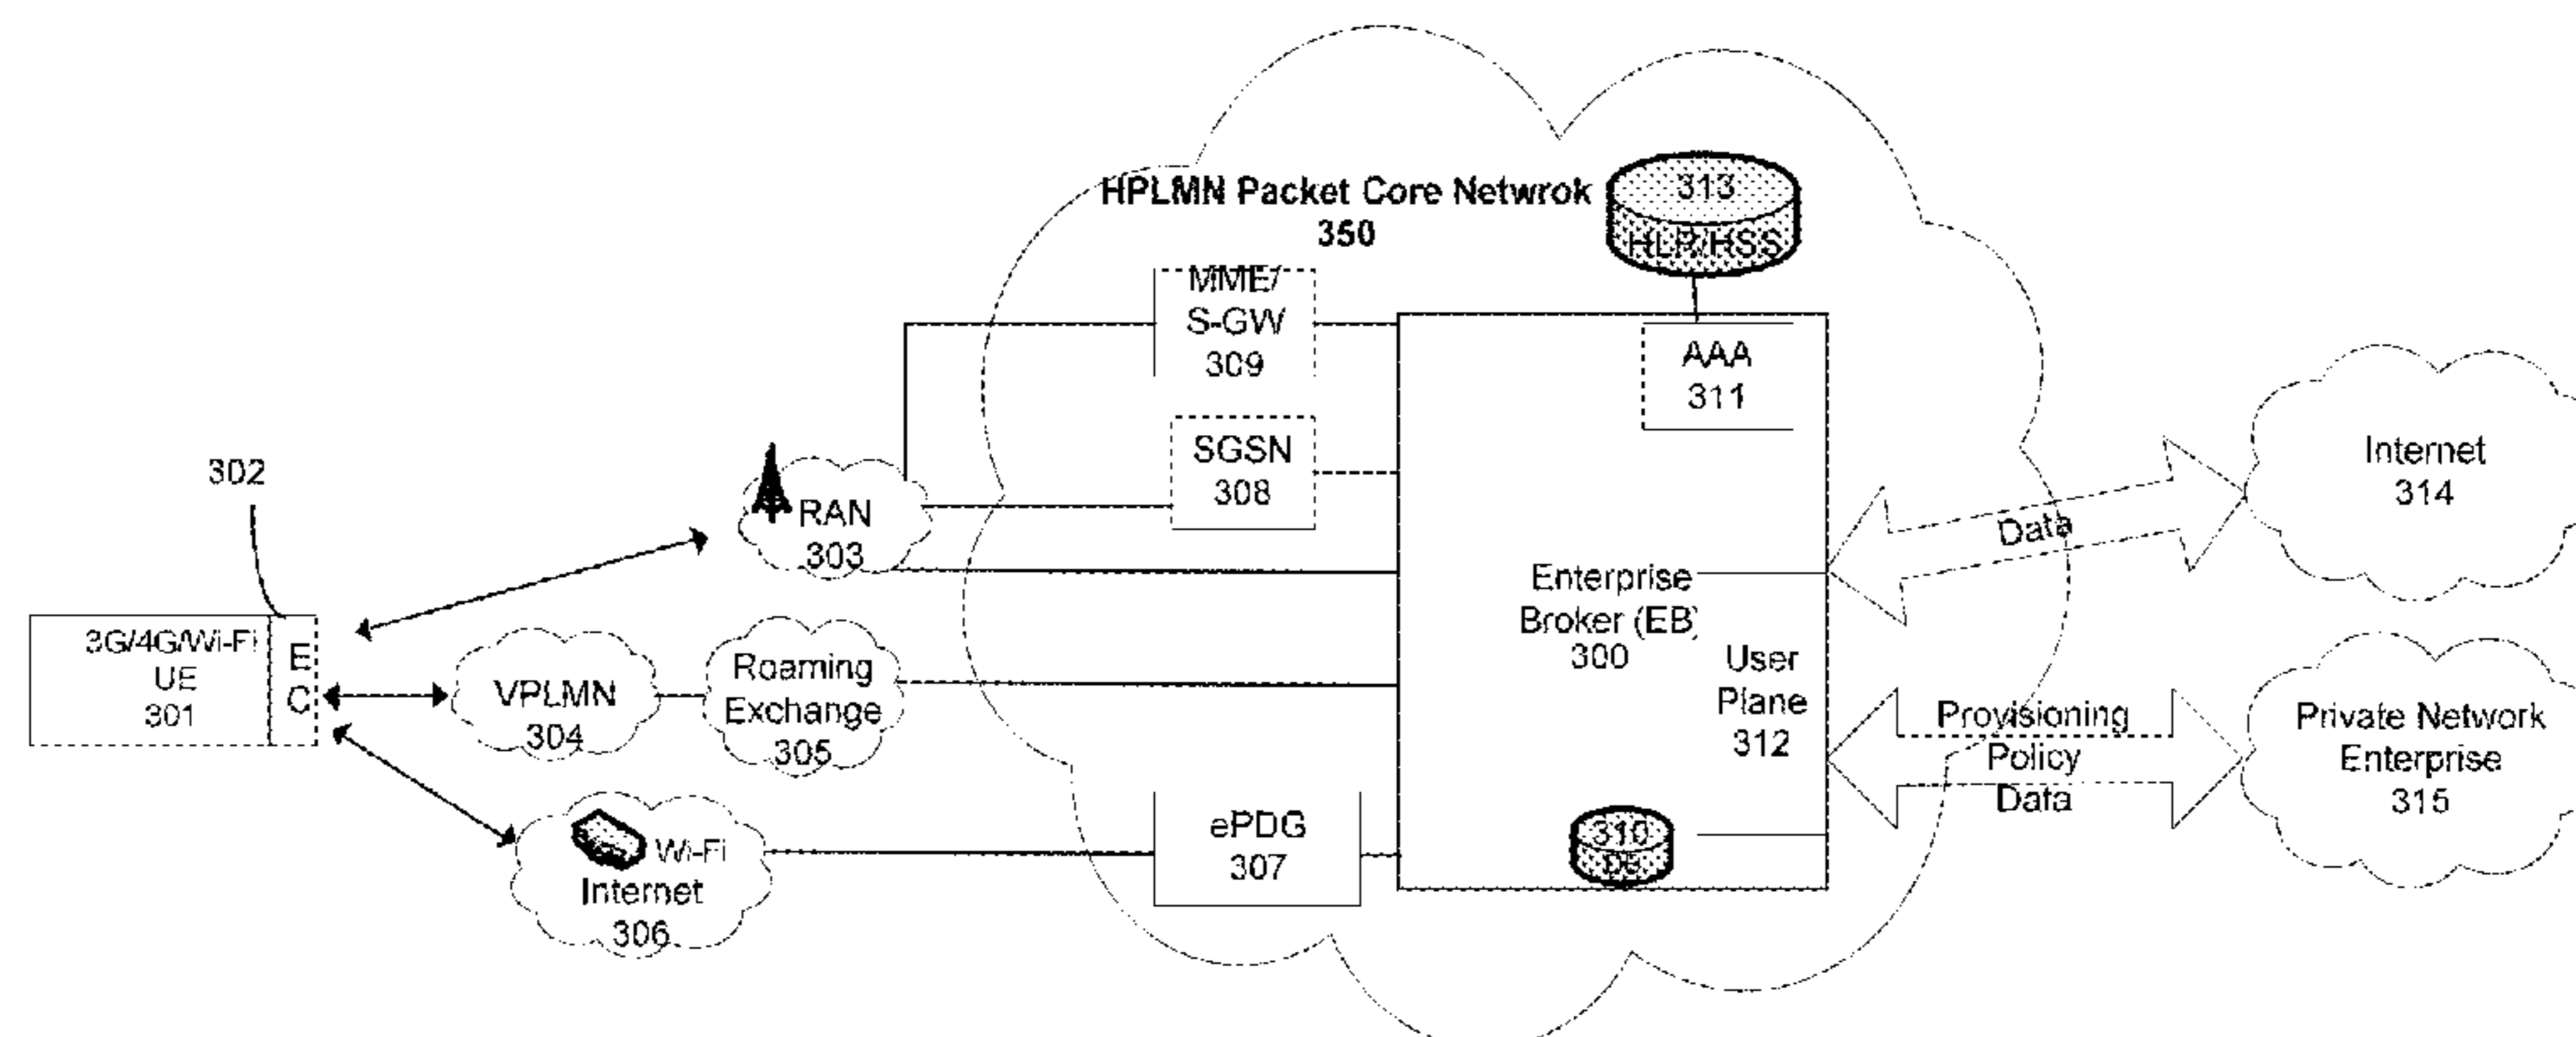 HPLMN Packet Core Netwrok
350
313
HLR/HSS
MME/
S-GW
309
AAA
311
SGSN
308
302
RAN
303
Internet
314
Data
Enterprise
Broker (EB)
300
3G/4G/Wi-Fi
UE
301
E
C
VPLMN
304
Roaming
Exchange
305
User
Plane
312
Provisioning
Policy
Data
Private Network
Enterprise
315
Wi-Fi
Internet
306
ePDG
307
310
DB